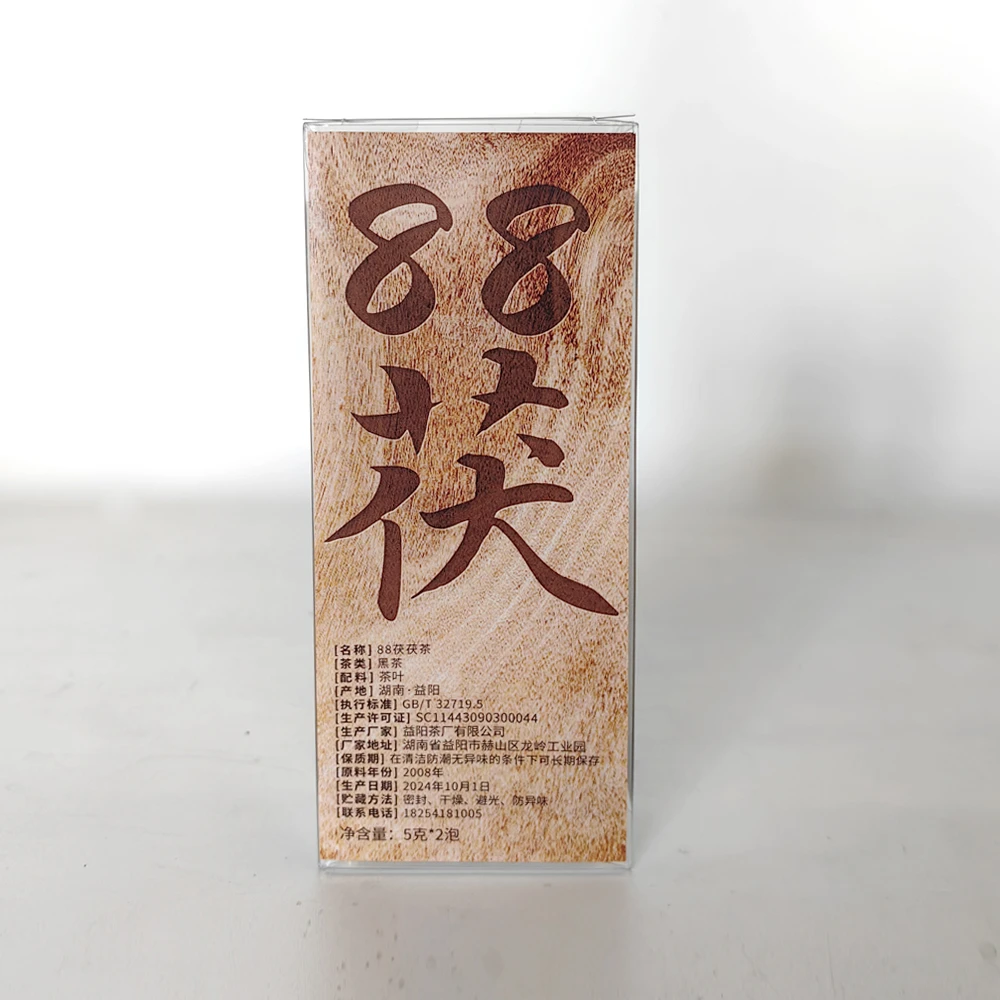 88
茯
[名称] 88茯茯茶
[茶类] 黑茶
[配料] 茶叶
[产地] 湖南·益阳
[执行标准] GB/T 32719.5
[生产许可证] SC11443090300044
[生产厂家] 益阳茶厂有限公司
[厂家地址] 湖南省益阳市赫山区龙岭工业园
[保质期] 在清洁防潮无异味的条件下可长期保存
[原料年份] 2008年
[生产日期] 2024年10月1日
[贮藏方法] 密封、干燥、避光、防异味
[联系电话] 18254181005
净含量：5克*2泡